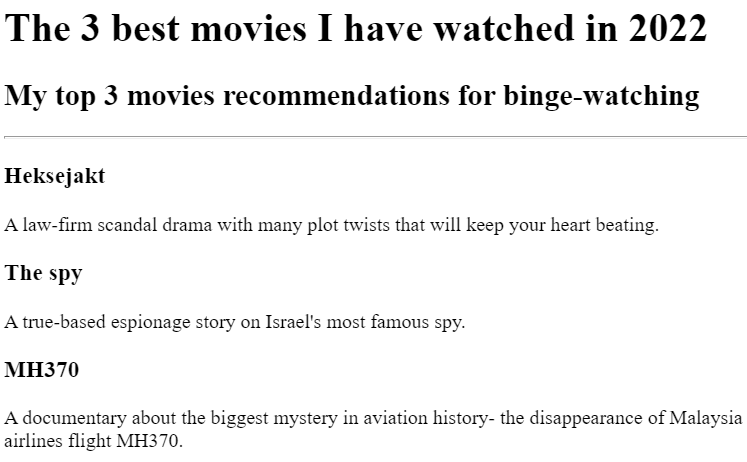 The 3 best movies I have watched in 2022
My top 3 movies recommendations for binge-watching
Heksejakt
A law-firm scandal drama with many plot twists that will keep your heart beating.
The spy
A true-based espionage story on Israel's most famous spy.
MH370
A documentary about the biggest mystery in aviation history- the disappearance of Malaysia
airlines flight MH370.